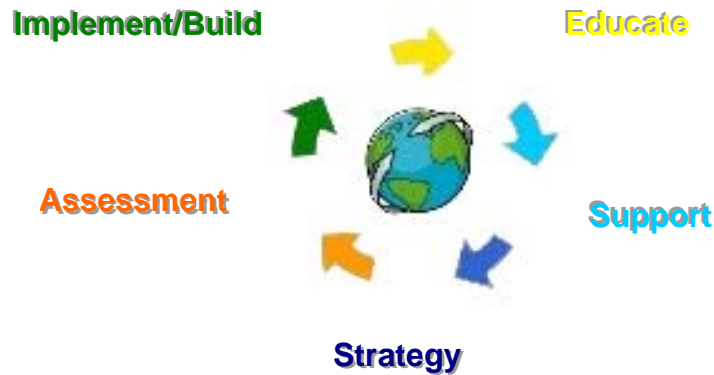 Implement/Build
Educate
Assessment
Support
Strategy